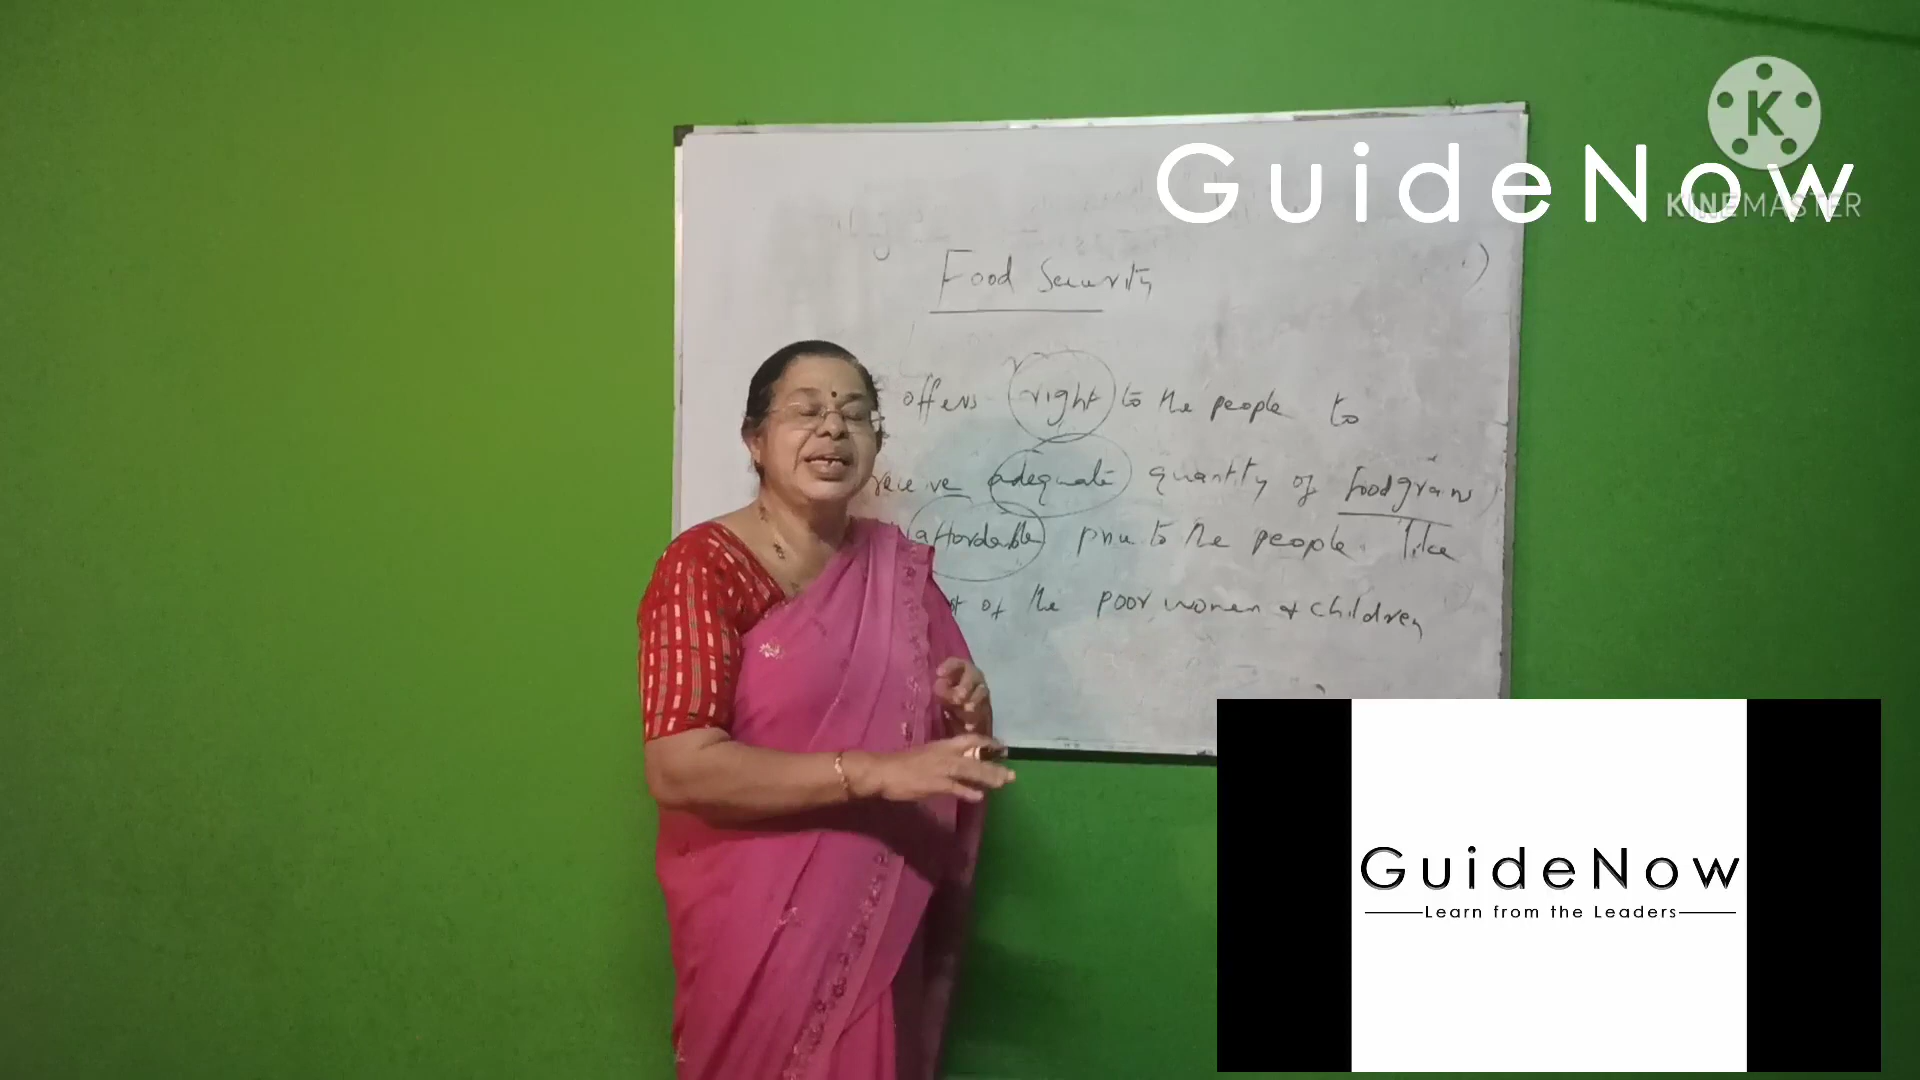 GuideNow
KINEMASTER
Food Security
offers right to the people to
receive adequate quantity of Foodgrains
affordable price to the people like
of the poor, women & children
GuideNow
Learn from the Leaders